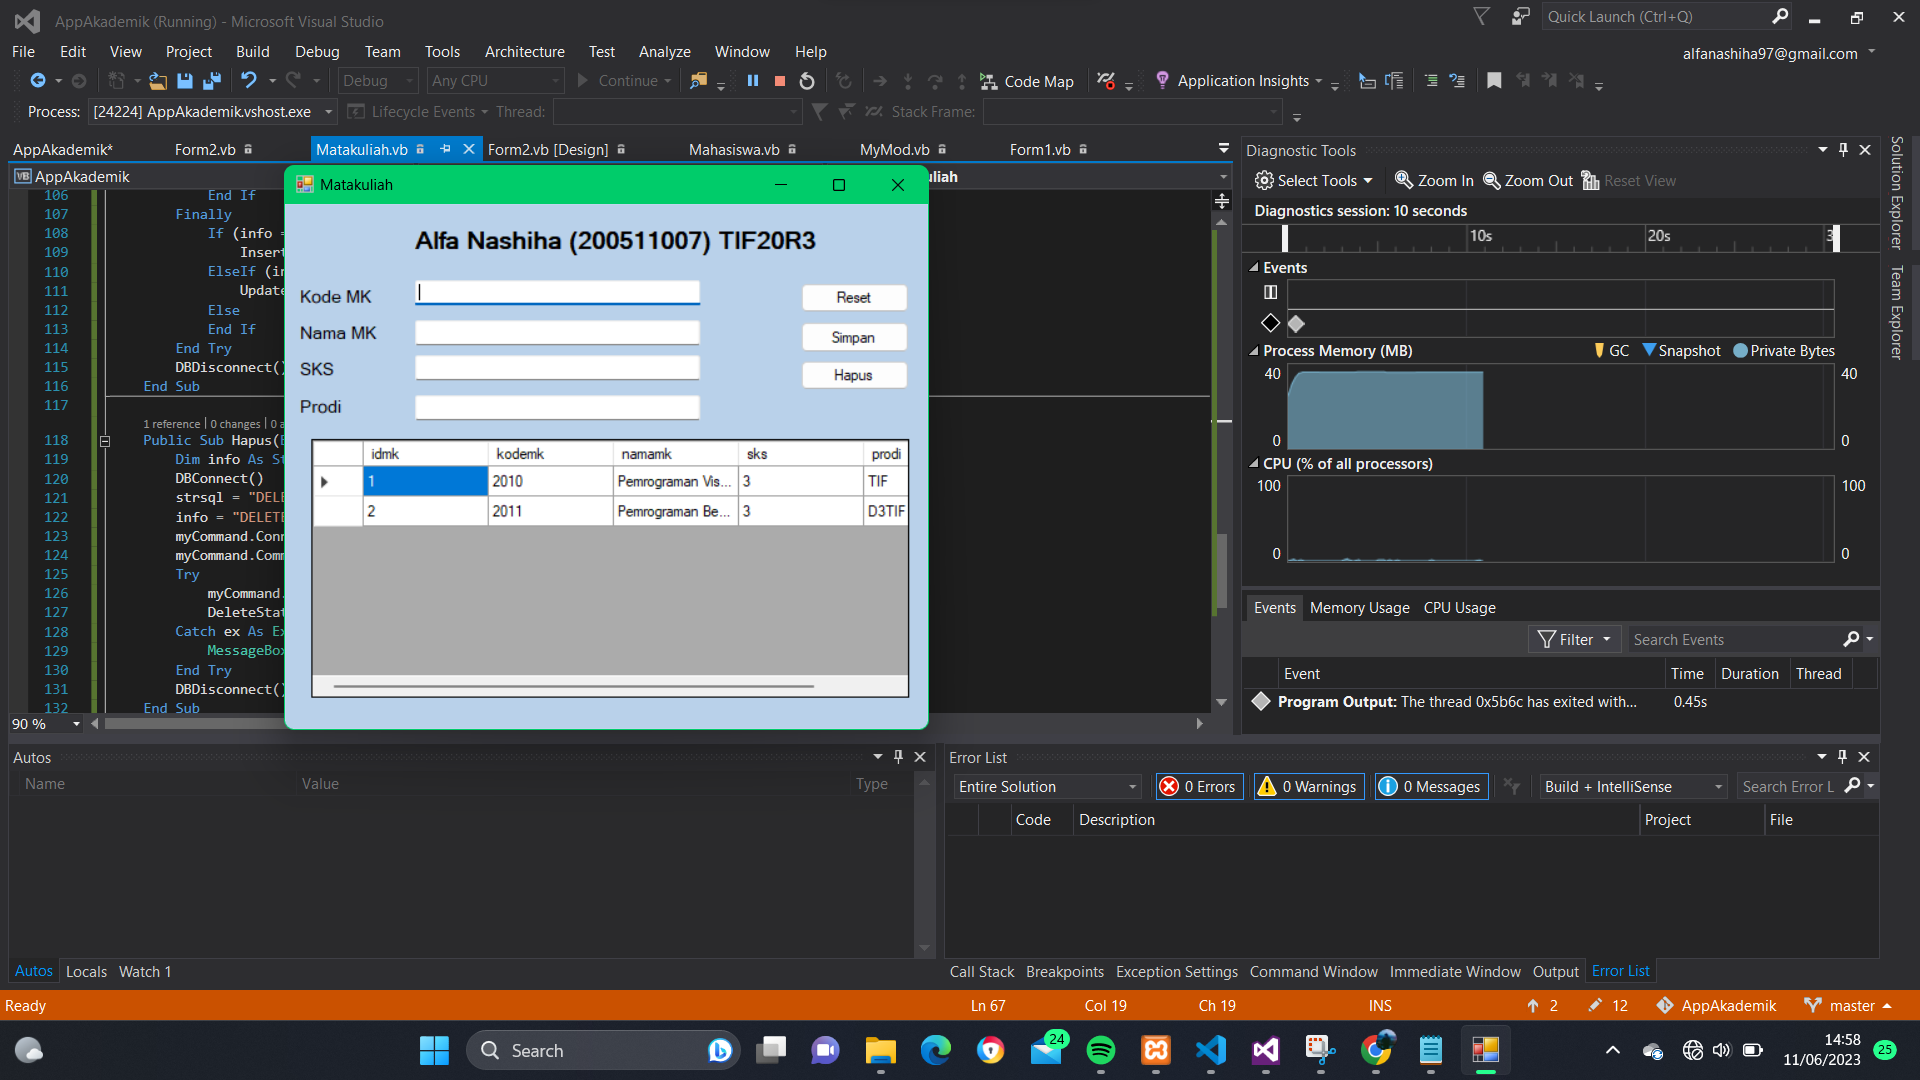 AppAkademik (Running) - Microsoft Visual Studio
Quick Launch (Ctrl+Q)
File Edit View Project Build Debug Team Tools Architecture Test Analyze Window Help
alfanashiha97@gmail.com
Debug Any CPU Continue Code Map Application Insights
Process: [24224] AppAkademik.vshost.exe Lifecycle Events Thread: Stack Frame:
AppAkademik* Form2.vb Matakuliah.vb Form2.vb [Design] Mahasiswa.vb MyMod.vb Form1.vb
VB AppAkademik
106 End If
107 Finally
108 If (info =
109 Insert
110 ElseIf (in
111 Update
112 Else
113 End If
114 End Try
115 DBDisconnect()
116 End Sub
117
1 reference | 0 changes | 0 a
118 Public Sub Hapus(
119 Dim info As St
120 DBConnect()
121 strsql = "DELE
122 info = "DELETE
123 myCommand.Conn
124 myCommand.Comm
125 Try
126 myCommand.
127 DeleteStat
128 Catch ex As Ex
129 MessageBox
130 End Try
131 DBDisconnect()
132 End Sub
90 %
Matakuliah
Alfa Nashiha (200511007) TIF20R3
Kode MK
Nama MK
SKS
Prodi
Reset
Simpan
Hapus
idmk kodemk namamk sks prodi
1 2010 Pemrograman Vis... 3 TIF
2 2011 Pemrograman Be... 3 D3TIF
uliah
Diagnostic Tools
Select Tools Zoom In Zoom Out Reset View
Diagnostics session: 10 seconds
10s 20s 3
Events
Process Memory (MB) GC Snapshot Private Bytes
40 40
0 0
CPU (% of all processors)
100 100
0 0
Events Memory Usage CPU Usage
Filter Search Events
Event Time Duration Thread
Program Output: The thread 0x5b6c has exited with... 0.45s
Solution Explorer
Team Explorer
Autos
Name Value Type
Autos Locals Watch 1
Error List
Entire Solution 0 Errors 0 Warnings 0 Messages Build + IntelliSense Search Error L
Code Description Project File
Call Stack Breakpoints Exception Settings Command Window Immediate Window Output Error List
Ready Ln 67 Col 19 Ch 19 INS 2 12 AppAkademik master
Search
24
14:58
11/06/2023
25